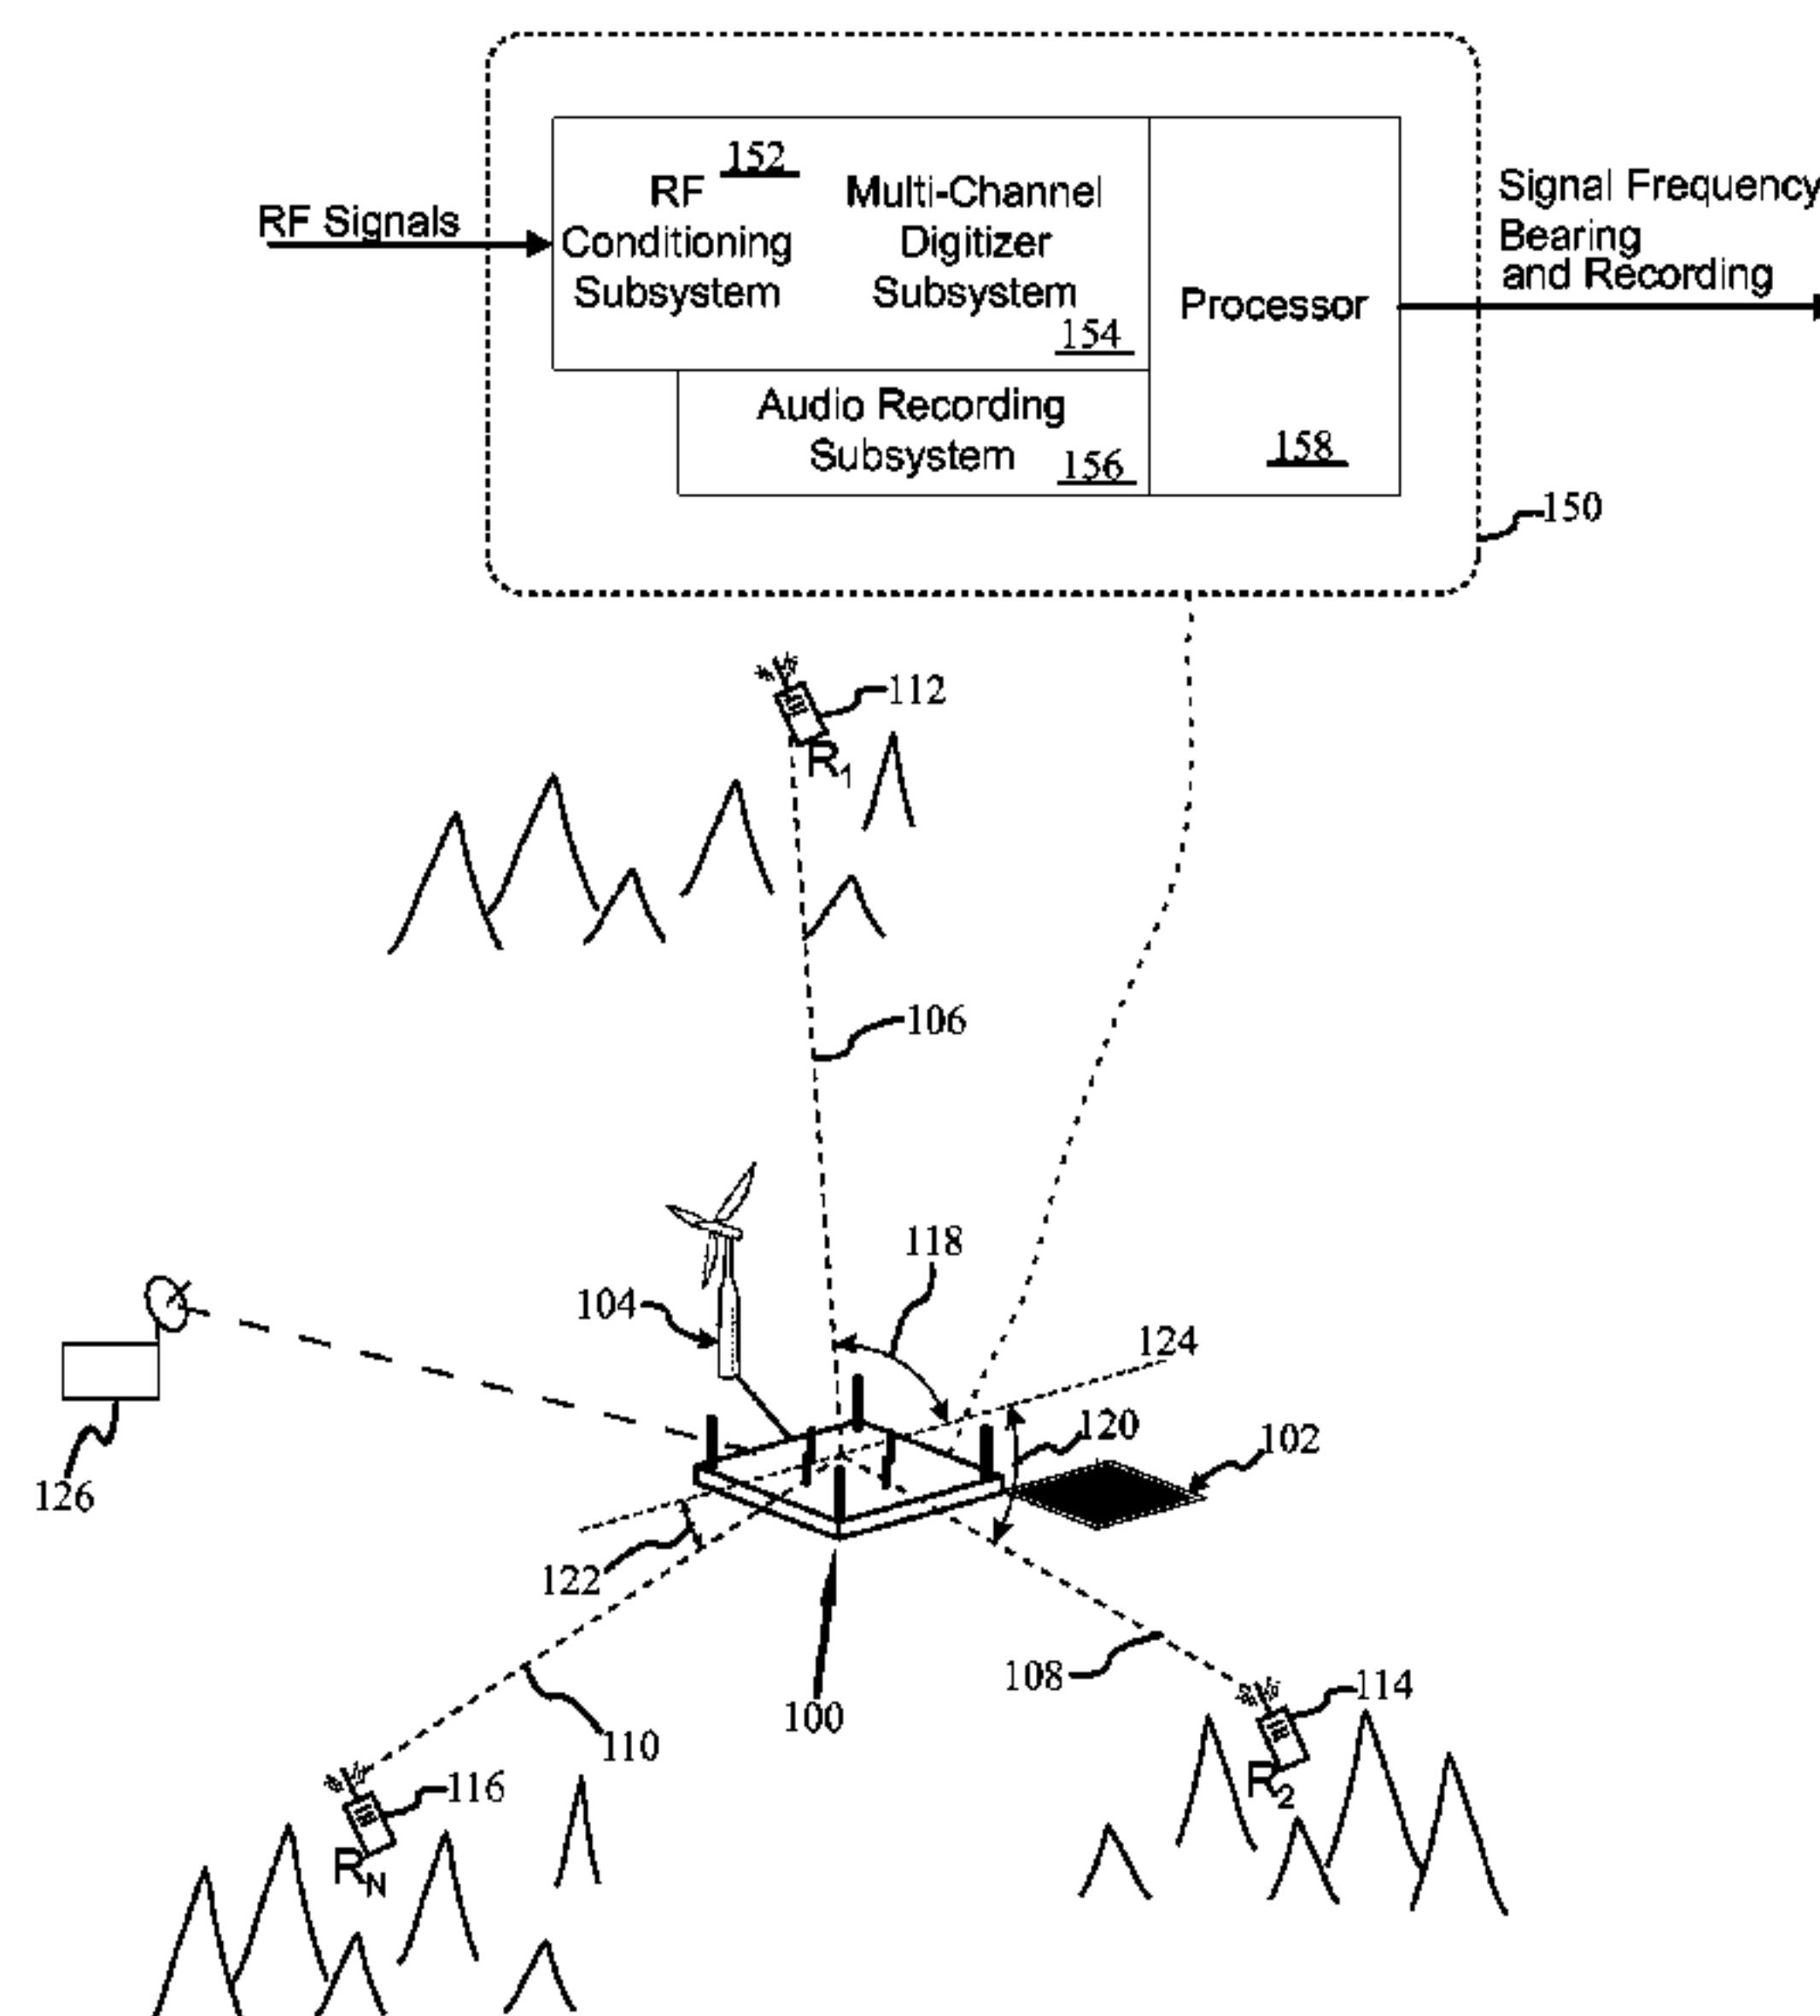 152
RF
Conditioning
Subsystem
Multi-Channel
Digitizer
Subsystem
154
RF Signals
Processor
158
Signal Frequency
Bearing
and Recording
Audio Recording
Subsystem
156
150
112
R1
106
118
104
124
120
102
126
122
108
100
114
R2
110
116
RN